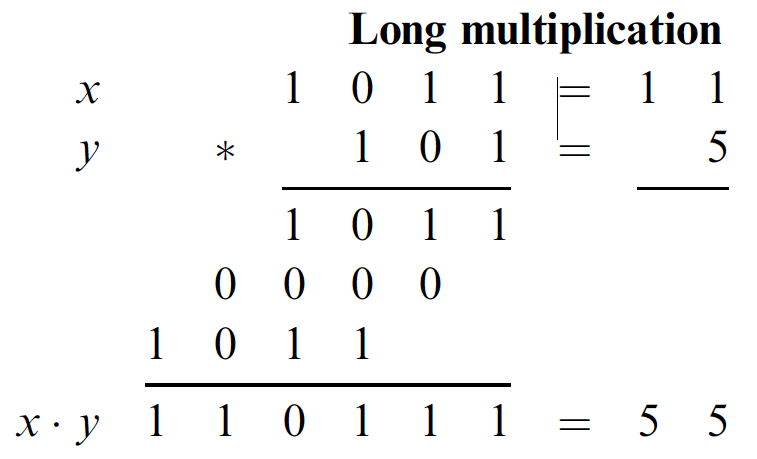 Long multiplication
x 1 0 1 1 = 1 1
y * 1 0 1 = 5
1 0 1 1
0 0 0 0
1 0 1 1
x · y 1 1 0 1 1 1 = 5 5